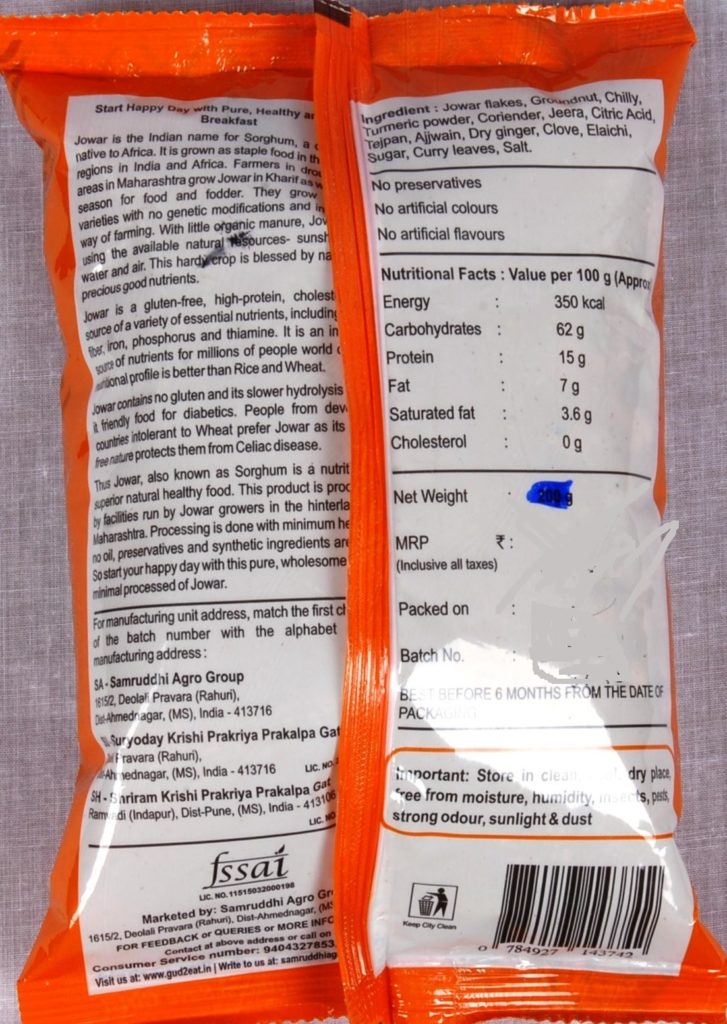 Start Happy Day with Pure, Healthy
Breakfast
Jowar is the Indian name for Sorghum, a
native to Africa. It is grown as staple food in
regions in India and Africa. Farmers in
areas in Maharashtra grow Jowar in Kharif as
season for food and fodder. They grow
varieties with no genetic modifications and
way of farming. With little organic manure,
using the available natural resources- sunsh
water and air. This hardy crop is blessed by
precious good nutrients.
Jowar is a gluten-free, high-protein, cholest
source of a variety of essential nutrients, including
fiber, iron, phosphorus and thiamine. It is an
source of nutrients for millions of people world
nutritional profile is better than Rice and Wheat.
Jowar contains no gluten and its slower hydrolysis
it friendly food for diabetics. People from
countries intolerant to Wheat prefer Jowar as its
free nature protects them from Celiac disease.
Thus Jowar, also known as Sorghum is a nutrit
superior natural healthy food. This product is
by facilities run by Jowar growers in the hinterla
Maharashtra. Processing is done with minimum
no oil, preservatives and synthetic ingredients are
So start your happy day with this pure, wholesome
minimal processed of Jowar.
For manufacturing unit address, match the first
of the batch number with the alphabet
manufacturing address :
SA - Samruddhi Agro Group
1615/2, Deolali Pravara (Rahuri),
Dist-Ahmednagar, (MS), India - 413716
Suryoday Krishi Prakriya Prakalpa Gat
Pravara (Rahuri),
Ahmednagar, (MS), India - 413716 LIC. NO.
SH - Shriram Krishi Prakriya Prakalpa Gat
(Indapur), Dist-Pune, (MS), India - 413106
LIC. NO
fssai
LIC. NO. 11515032000198
Marketed by: Samruddhi Agro
1615/2, Deolali Pravara (Rahuri), Dist-Ahmednagar,
FOR FEEDBACK or QUERIES or MORE
Contact at above address or call on
Consumer Service number: 9404327853
Visit us at: www.gud2eat.in | Write to us at: samruddhiag
Ingredient : Jowar flakes, Groundnut, Chilly,
Turmeric powder, Coriender, Jeera, Citric Acid,
Tejpan, Ajjwain, Dry ginger, Clove, Elaichi,
Sugar, Curry leaves, Salt.
No preservatives
No artificial colours
No artificial flavours
Nutritional Facts : Value per 100 g (Approx
Energy : 350 kcal
Carbohydrates : 62 g
Protein : 15 g
Fat : 7 g
Saturated fat : 3.6 g
Cholesterol : 0 g
Net Weight : 200 g
MRP ₹ :
(Inclusive all taxes)
Packed on :
Batch No. :
BEST BEFORE 6 MONTHS FROM THE DATE OF
PACKAGING
Important: Store in clean, dry place,
free from moisture, humidity, insects, pests,
strong odour, sunlight & dust
Keep City Clean
0 784927 143742